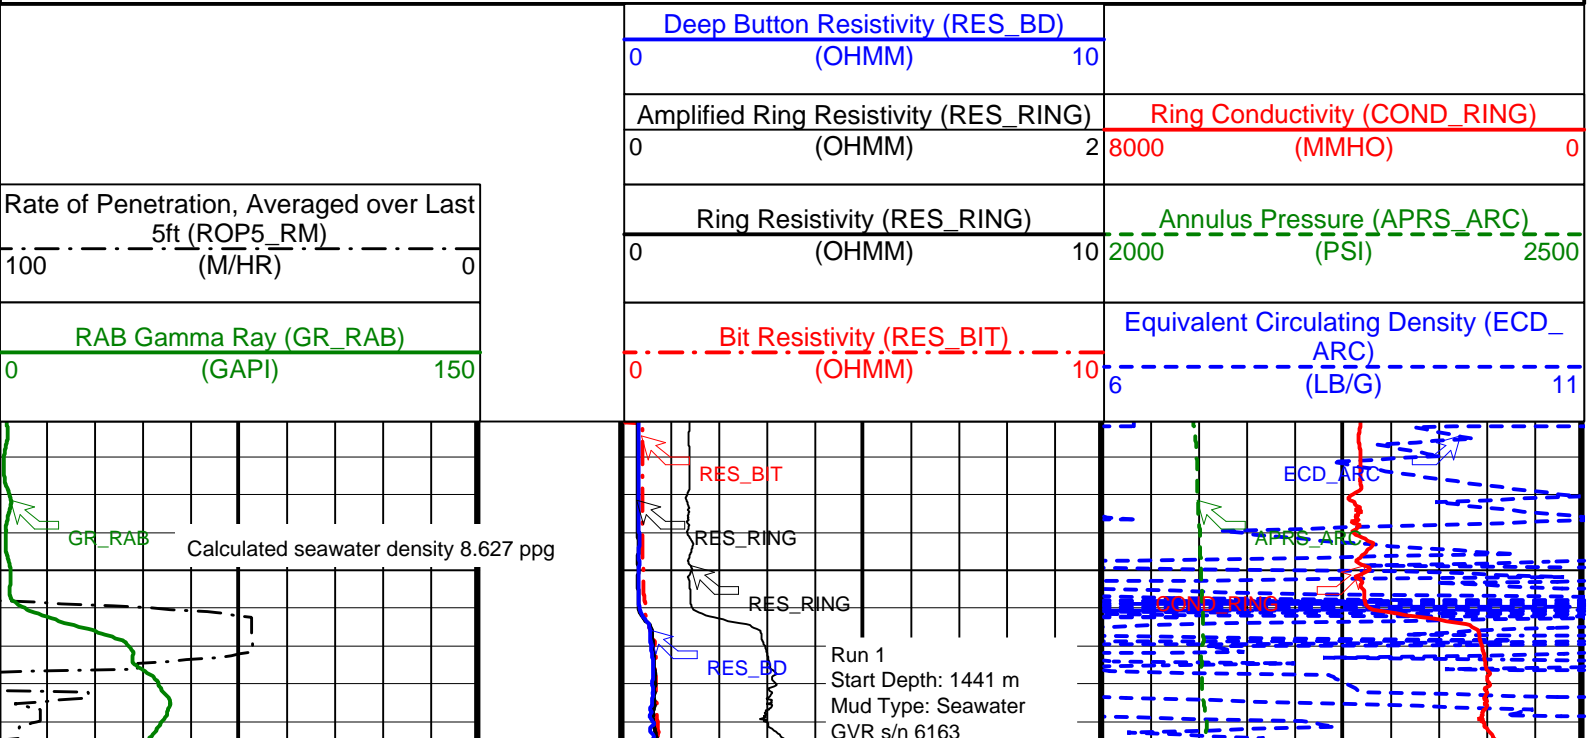 Deep Button Resistivity (RES_BD)
0 (OHMM) 10
Amplified Ring Resistivity (RES_RING)
0 (OHMM) 2
Ring Conductivity (COND_RING)
8000 (MMHO) 0
Rate of Penetration, Averaged over Last
5ft (ROP5_RM)
100 (M/HR) 0
Ring Resistivity (RES_RING)
0 (OHMM) 10
Annulus Pressure (APRS_ARC)
2000 (PSI) 2500
RAB Gamma Ray (GR_RAB)
0 (GAPI) 150
Bit Resistivity (RES_BIT)
0 (OHMM) 10
Equivalent Circulating Density (ECD_
ARC)
6 (LB/G) 11
RES_BIT
ECD_ARC
GR_RAB
Calculated seawater density 8.627 ppg
RES_RING
APRS_ARC
RES_RING
COND_RING
RES_BD
Run 1
Start Depth: 1441 m
Mud Type: Seawater
GVR s/n 6163